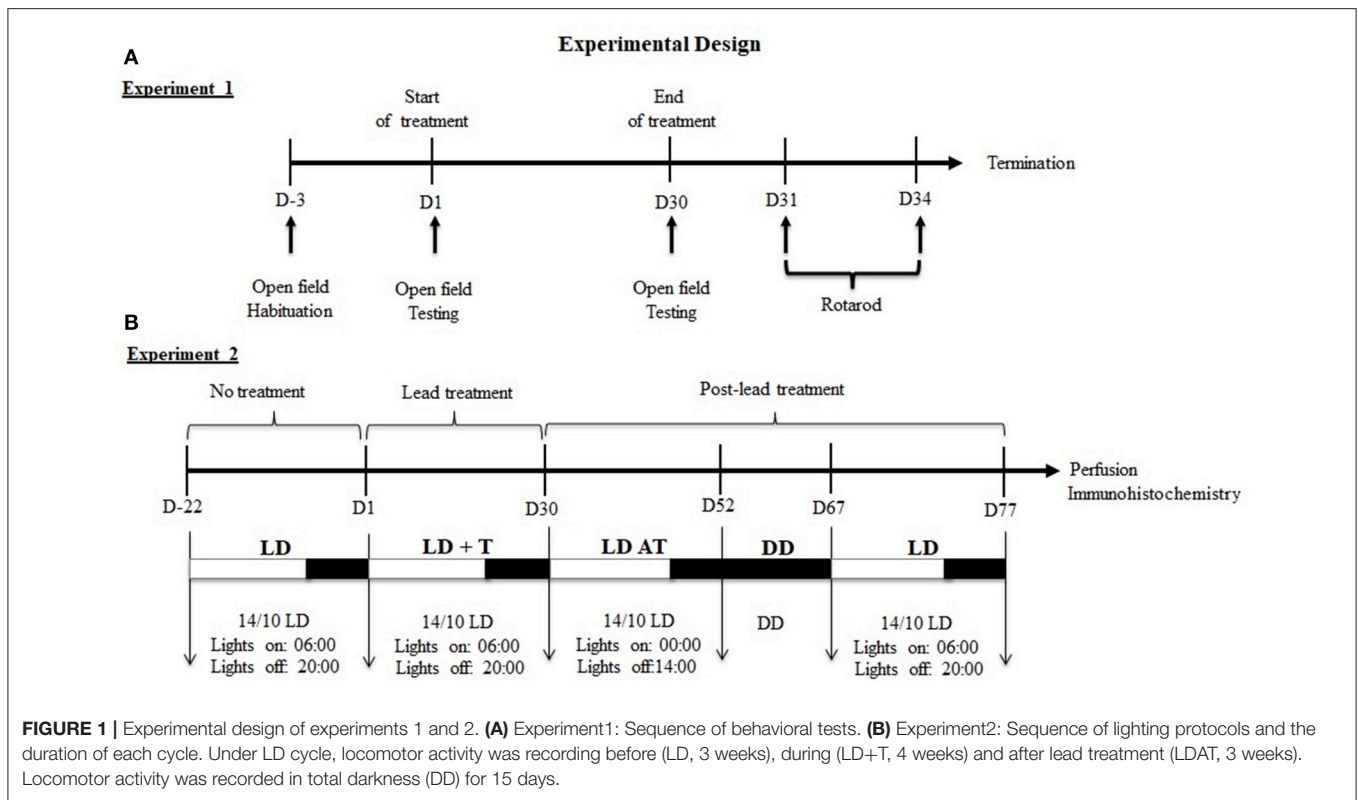 Experimental Design
A
Experiment 1
Start
of treatment
End
of treatment
Termination
D-3
D1
D30
D31
D34
Open field
Habituation
Open field
Testing
Open field
Testing
Rotarod
B
Experiment 2
No treatment
Lead treatment
Post-lead treatment
Perfusion
Immunohistochemistry
D-22
D1
D30
D52
D67
D77
LD
LD + T
LD AT
DD
LD
14/10 LD
Lights on: 06:00
Lights off: 20:00
14/10 LD
Lights on: 06:00
Lights off: 20:00
14/10 LD
Lights on: 00:00
Lights off:14:00
DD
14/10 LD
Lights on: 06:00
Lights off: 20:00
FIGURE 1 | Experimental design of experiments 1 and 2. (A) Experiment1: Sequence of behavioral tests. (B) Experiment2: Sequence of lighting protocols and the
duration of each cycle. Under LD cycle, locomotor activity was recording before (LD, 3 weeks), during (LD+T, 4 weeks) and after lead treatment (LDAT, 3 weeks).
Locomotor activity was recorded in total darkness (DD) for 15 days.